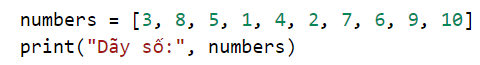 numbers = [3, 8, 5, 1, 4, 2, 7, 6, 9, 10]
print("Dãy số:", numbers)